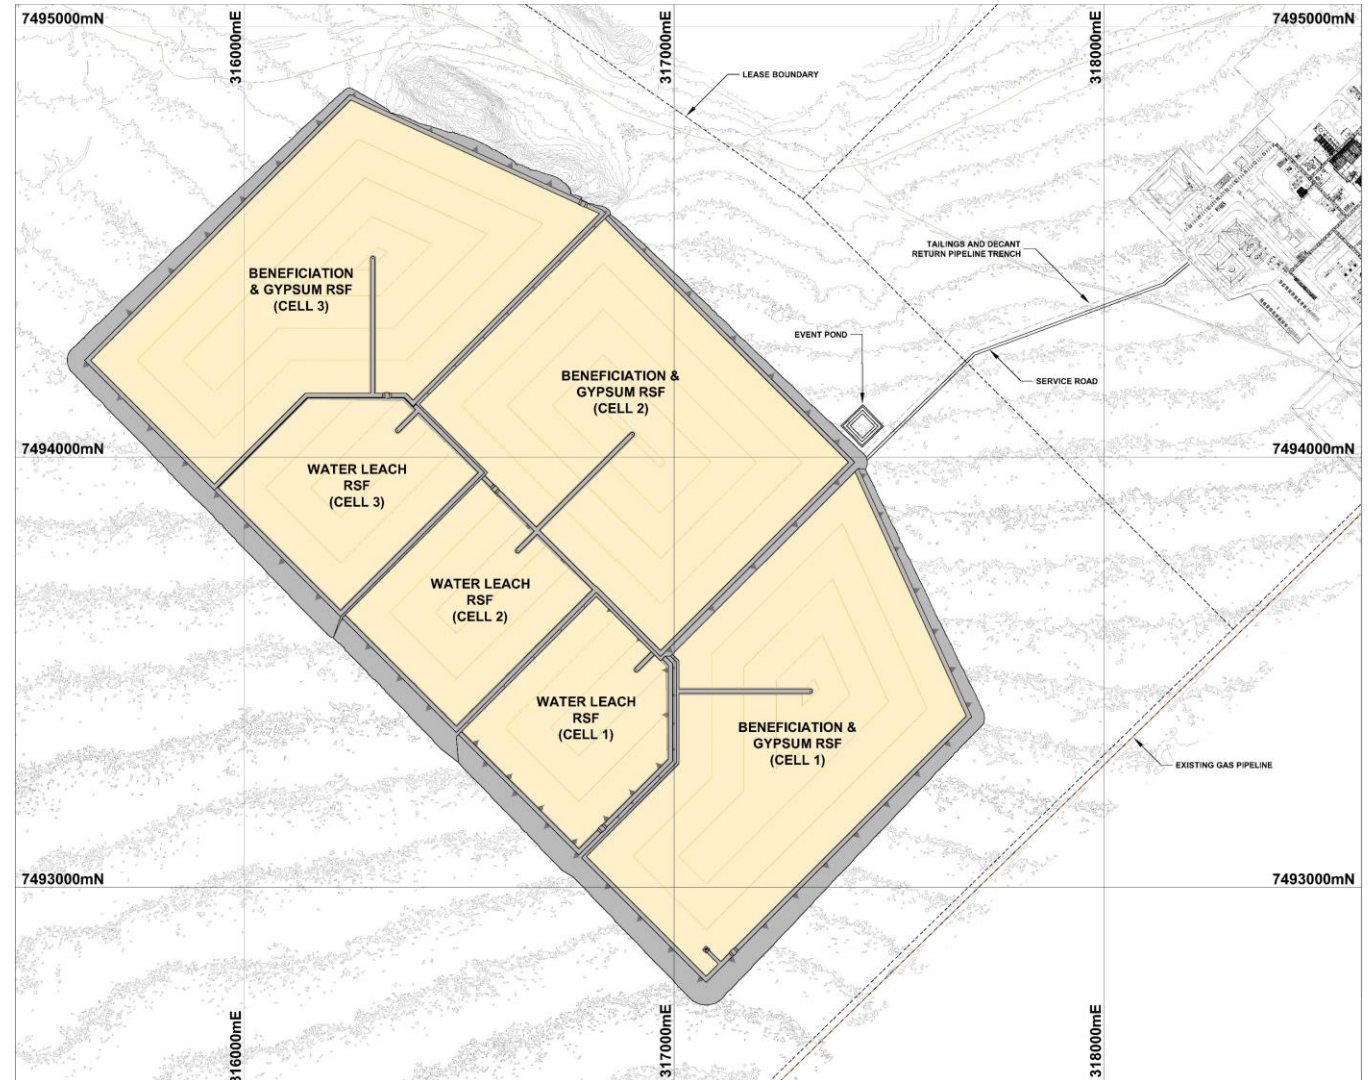 7495000mN
316000mE
317000mE
318000mE
7495000mN
LEASE BOUNDARY
TAILINGS AND DECANT
RETURN PIPELINE TRENCH
BENEFICIATION
& GYPSUM RSF
(CELL 3)
EVENT POND
SERVICE ROAD
BENEFICIATION &
GYPSUM RSF
(CELL 2)
7494000mN
7494000mN
WATER LEACH
RSF
(CELL 3)
WATER LEACH
RSF
(CELL 2)
WATER LEACH
RSF
(CELL 1)
BENEFICIATION &
GYPSUM RSF
(CELL 1)
EXISTING GAS PIPELINE
7493000mN
7493000mN
316000mE
317000mE
318000mE